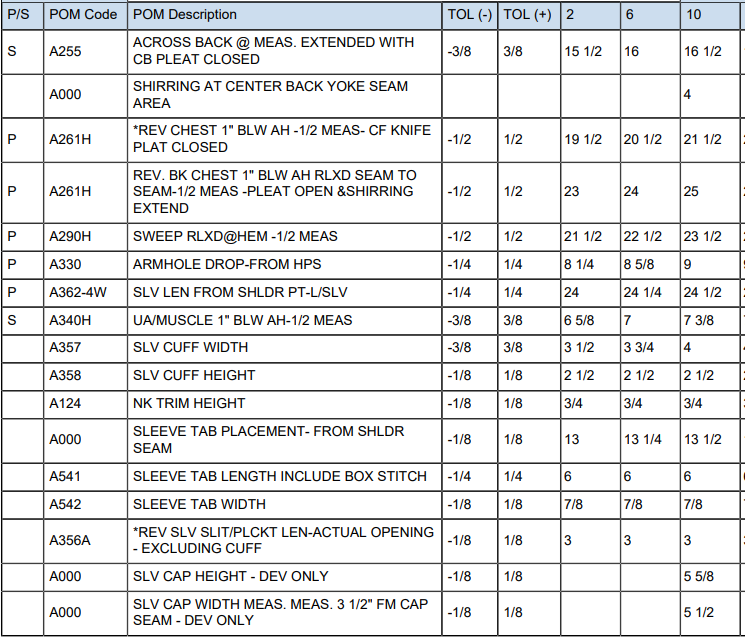 P/S POM Code POM Description TOL (-) TOL (+) 2 6 10
S A255 ACROSS BACK @ MEAS. EXTENDED WITH -3/8 3/8 15 1/2 16 16 1/2
CB PLEAT CLOSED
A000 SHIRRING AT CENTER BACK YOKE SEAM 4
AREA
P A261H *REV CHEST 1" BLW AH -1/2 MEAS- CF KNIFE -1/2 1/2 19 1/2 20 1/2 21 1/2
PLAT CLOSED
P A261H REV. BK CHEST 1" BLW AH RLXD SEAM TO -1/2 1/2 23 24 25
SEAM-1/2 MEAS -PLEAT OPEN &SHIRRING
EXTEND
P A290H SWEEP RLXD@HEM -1/2 MEAS -1/2 1/2 21 1/2 22 1/2 23 1/2
P A330 ARMHOLE DROP-FROM HPS -1/4 1/4 8 1/4 8 5/8 9
P A362-4W SLV LEN FROM SHLDR PT-L/SLV -1/4 1/4 24 24 1/4 24 1/2
S A340H UA/MUSCLE 1" BLW AH-1/2 MEAS -3/8 3/8 6 5/8 7 7 3/8
A357 SLV CUFF WIDTH -3/8 3/8 3 1/2 3 3/4 4
A358 SLV CUFF HEIGHT -1/8 1/8 2 1/2 2 1/2 2 1/2
A124 NK TRIM HEIGHT -1/8 1/8 3/4 3/4 3/4
A000 SLEEVE TAB PLACEMENT- FROM SHLDR -1/8 1/8 13 13 1/4 13 1/2
SEAM
A541 SLEEVE TAB LENGTH INCLUDE BOX STITCH -1/4 1/4 6 6 6
A542 SLEEVE TAB WIDTH -1/8 1/8 7/8 7/8 7/8
A356A *REV SLV SLIT/PLCKT LEN-ACTUAL OPENING -1/8 1/8 3 3 3
- EXCLUDING CUFF
A000 SLV CAP HEIGHT - DEV ONLY -1/8 1/8 5 5/8
A000 SLV CAP WIDTH MEAS. MEAS. 3 1/2" FM CAP -1/8 1/8 5 1/2
SEAM - DEV ONLY